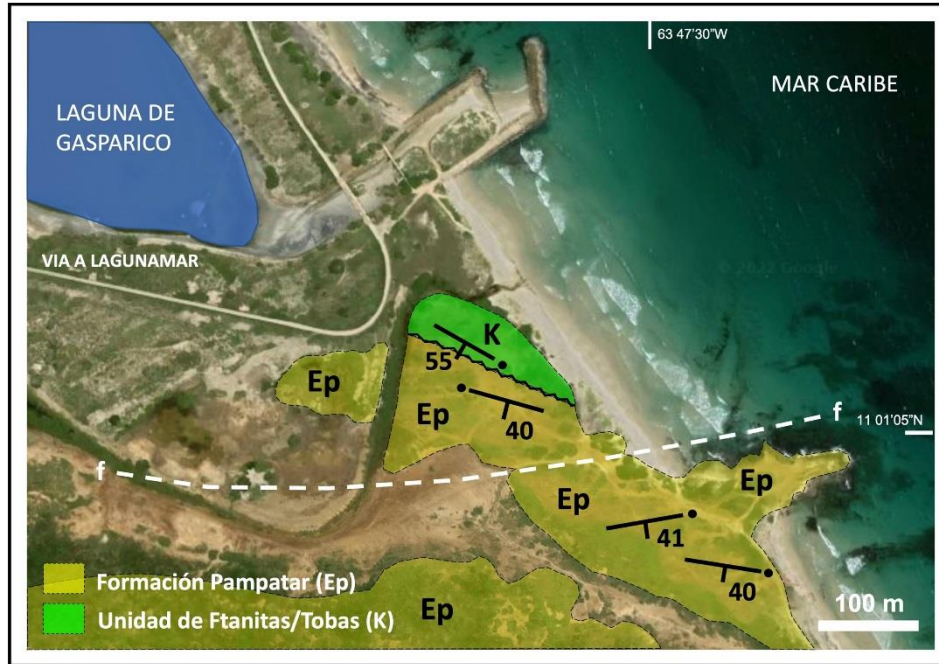 63 47'30"W
MAR CARIBE
LAGUNA DE
GASPARICO
VIA A LAGUNAMAR
© 2022 Google
K
55
Ep
Ep
40
f
11 01'05"N
f
Ep
Ep
41
40
Formación Pampatar (Ep)
Ep
Unidad de Ftanitas/Tobas (K)
100 m